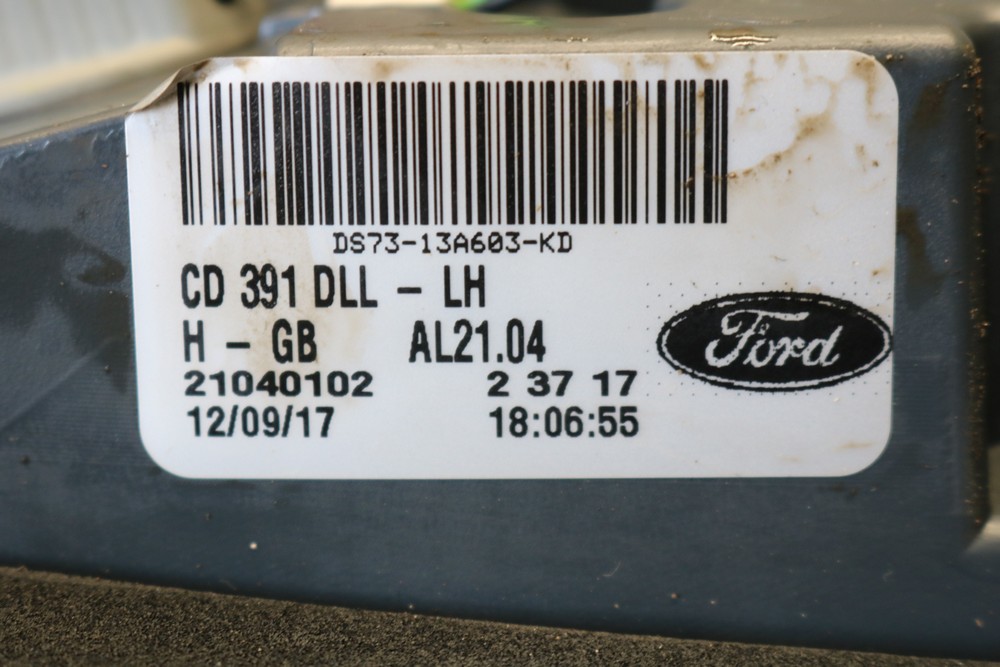 DS73-13A603-KD
CD 391 DLL - LH
H - GB AL21.04
Ford
21040102 2 37 17
12/09/17 18:06:55